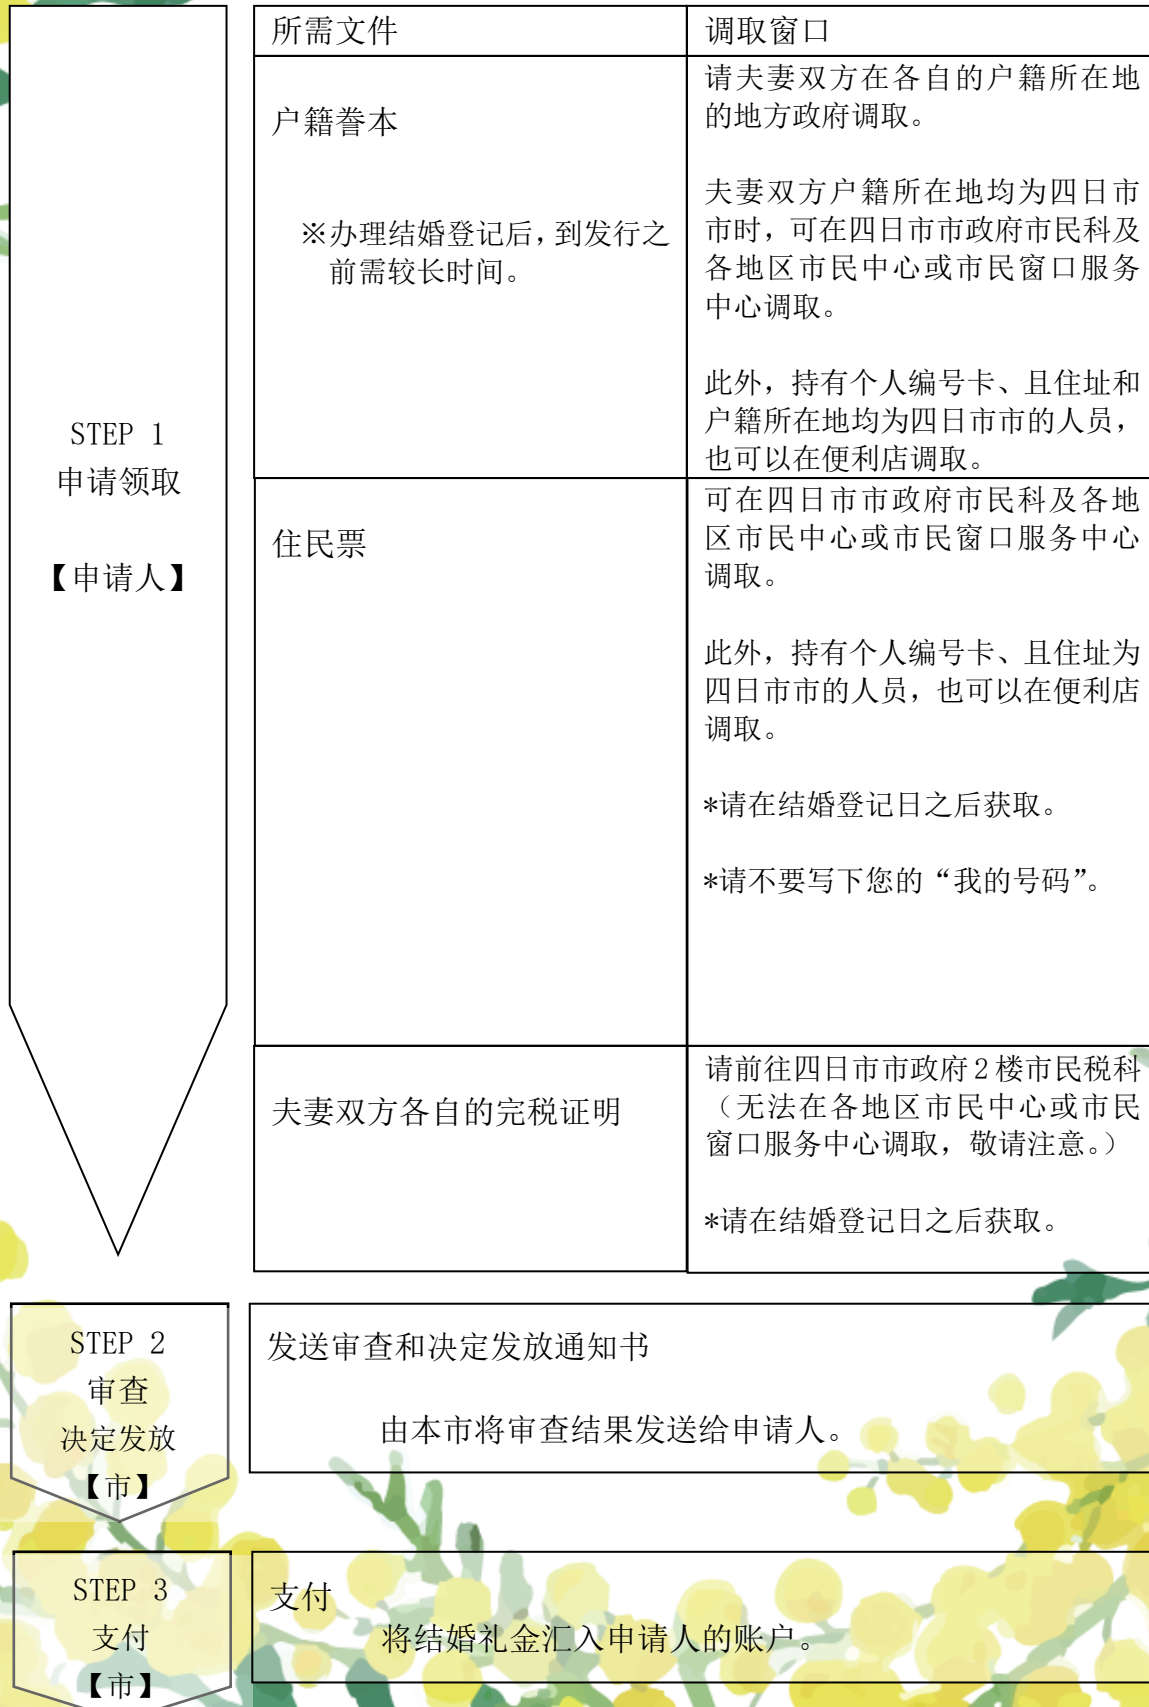 STEP 1
申请领取
【申请人】
所需文件
调取窗口
户籍誊本
※办理结婚登记后，到发行之
前需较长时间。
请夫妻双方在各自的户籍所在地
的地方政府调取。
夫妻双方户籍所在地均为四日市
市时，可在四日市市政府市民科及
各地区市民中心或市民窗口服务
中心调取。
此外，持有个人编号卡、且住址和
户籍所在地均为四日市市的人员，
也可以在便利店调取。
住民票
可在四日市市政府市民科及各地
区市民中心或市民窗口服务中心
调取。
此外，持有个人编号卡、且住址为
四日市市的人员，也可以在便利店
调取。
*请在结婚登记日之后获取。
*请不要写下您的“我的号码”。
夫妻双方各自的完税证明
请前往四日市市政府2楼市民税科
（无法在各地区市民中心或市民
窗口服务中心调取，敬请注意。）
*请在结婚登记日之后获取。
STEP 2
审查
决定发放
【市】
发送审查和决定发放通知书
由本市将审查结果发送给申请人。
STEP 3
支付
【市】
支付
将结婚礼金汇入申请人的账户。